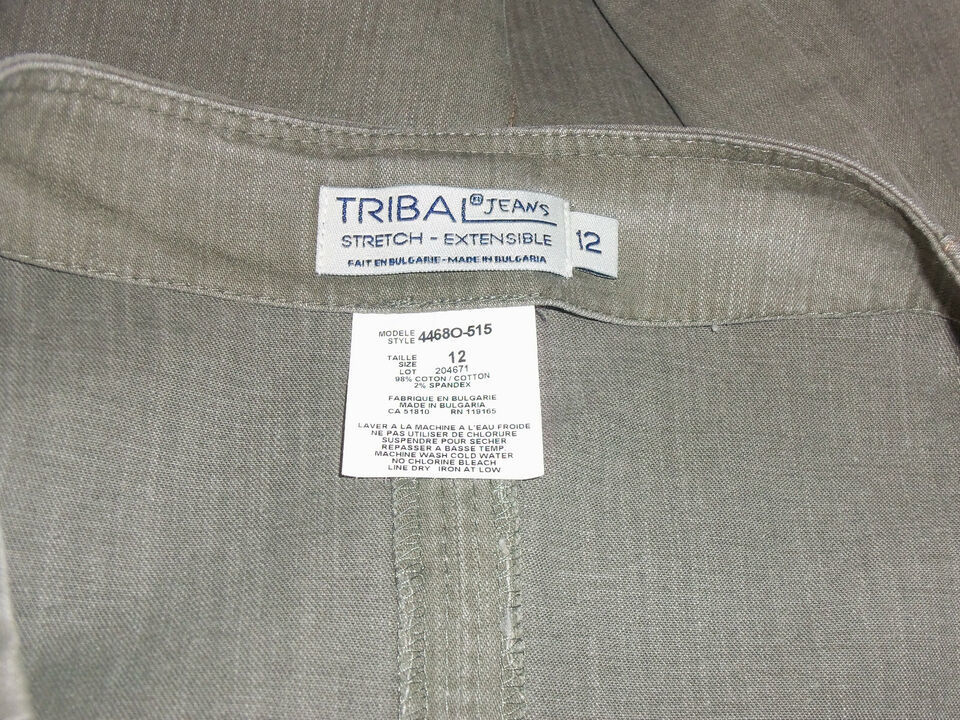 TRIBAL® JEANS
STRETCH - EXTENSIBLE
FAIT EN BULGARIE - MADE IN BULGARIA
12
MODELE
STYLE 4468O-515
TAILLE
SIZE 12
LOT 204671
98% COTON / COTTON
2% SPANDEX
FABRIQUE EN BULGARIE
MADE IN BULGARIA
CA 51810 RN 119165
LAVER A LA MACHINE A L'EAU FROIDE
NE PAS UTILISER DE CHLORURE
SUSPENDRE POUR SECHER
REPASSER A BASSE TEMP.
MACHINE WASH COLD WATER
NO CHLORINE BLEACH
LINE DRY IRON AT LOW